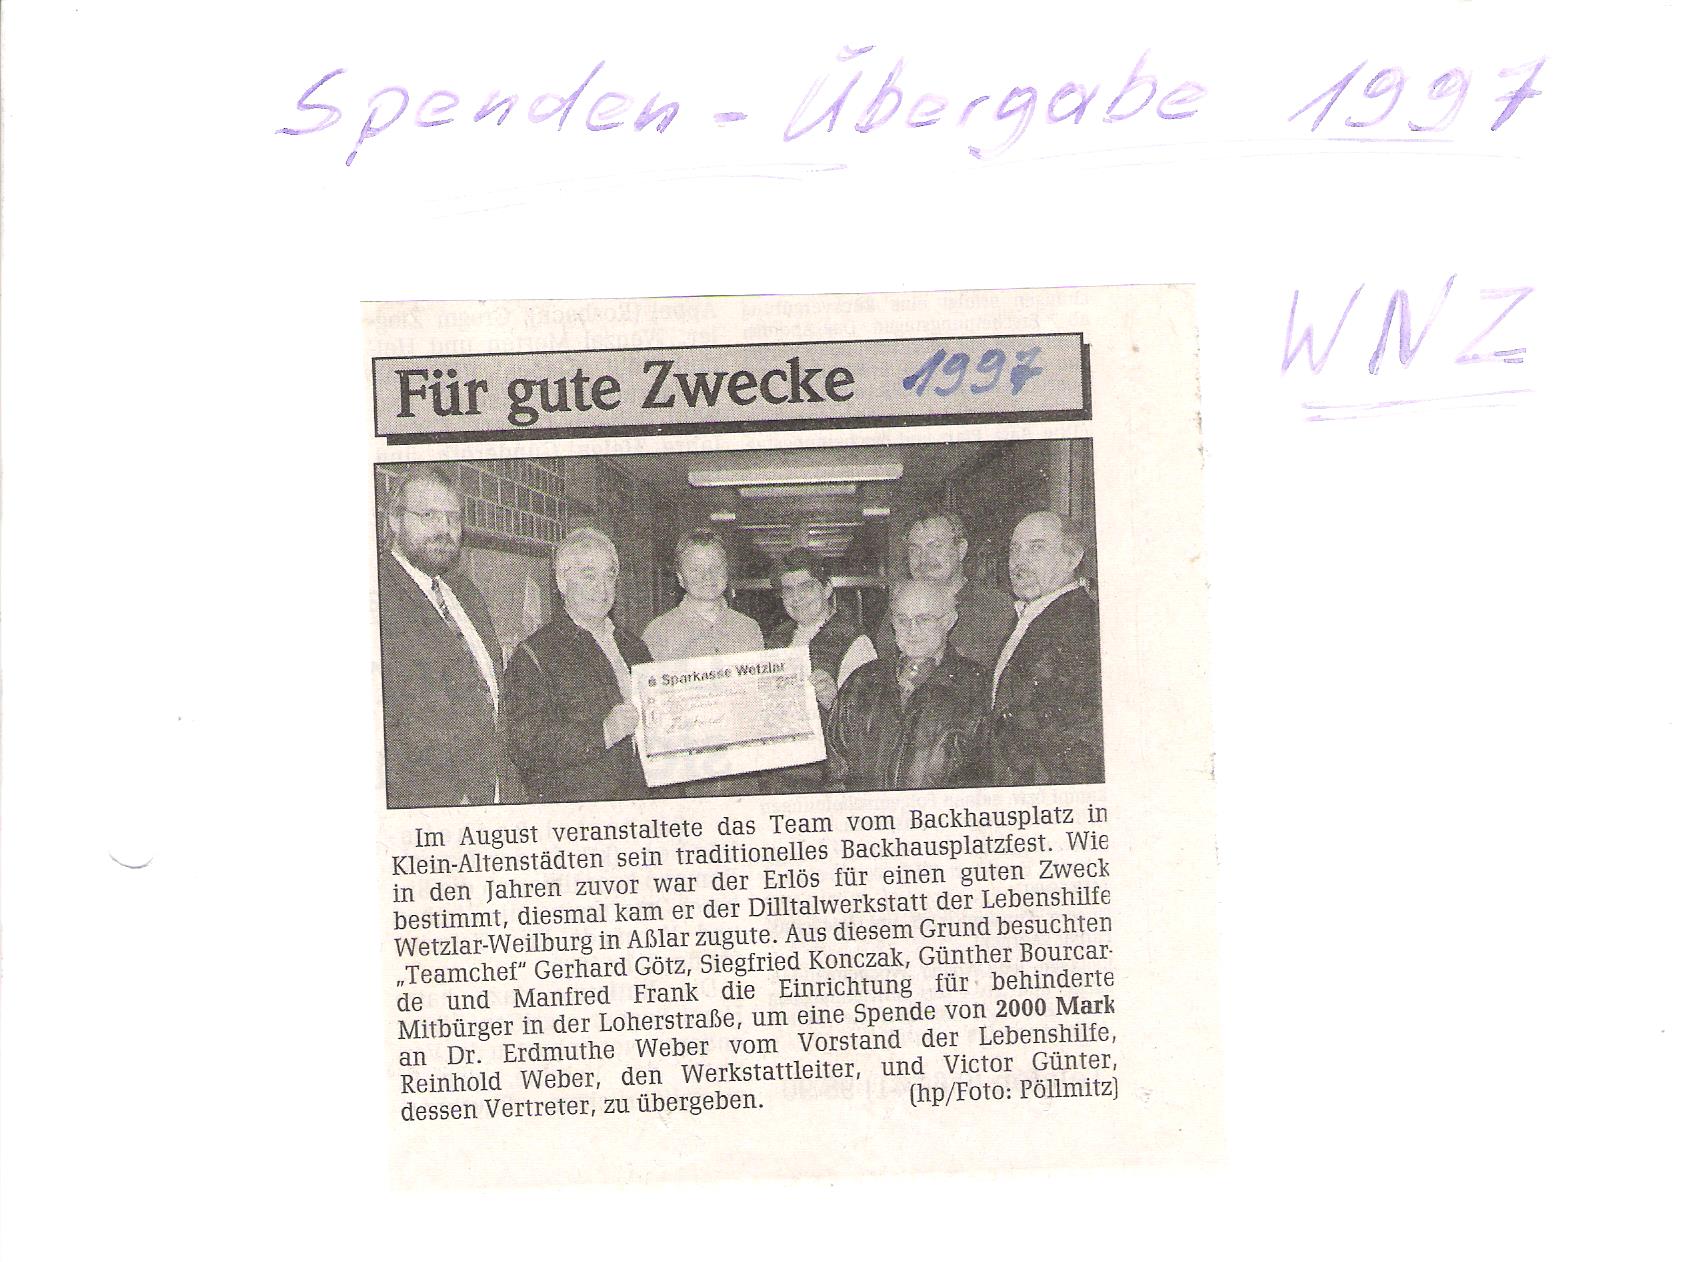 Spenden - Übergabe 1997
WNZ
Für gute Zwecke 1997
Sparkasse Wetzlar
Im August veranstaltete das Team vom Backhausplatz in
Klein-Altenstädten sein traditionelles Backhausplatzfest. Wie
in den Jahren zuvor war der Erlös für einen guten Zweck
bestimmt, diesmal kam er der Dilltalwerkstatt der Lebenshilfe
Wetzlar-Weilburg in Aßlar zugute. Aus diesem Grund besuchten
„Teamchef“ Gerhard Götz, Siegfried Konczak, Günther Bourcar-
de und Manfred Frank die Einrichtung für behinderte
Mitbürger in der Loherstraße, um eine Spende von 2000 Mark
an Dr. Erdmuthe Weber vom Vorstand der Lebenshilfe,
Reinhold Weber, den Werkstattleiter, und Victor Günter,
dessen Vertreter, zu übergeben. (hp/Foto: Pöllmitz)